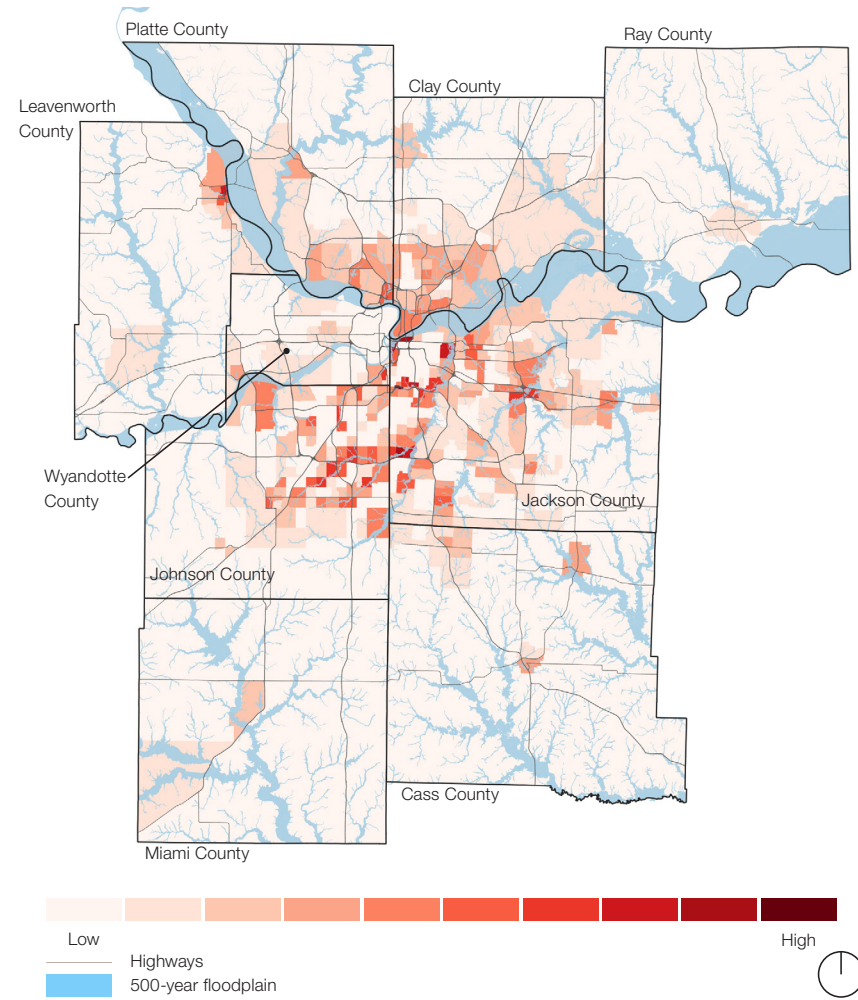 Platte County
Ray County
Clay County
Leavenworth
County
Wyandotte
County
Jackson County
Johnson County
Cass County
Miami County
Low
High
Highways
500-year floodplain